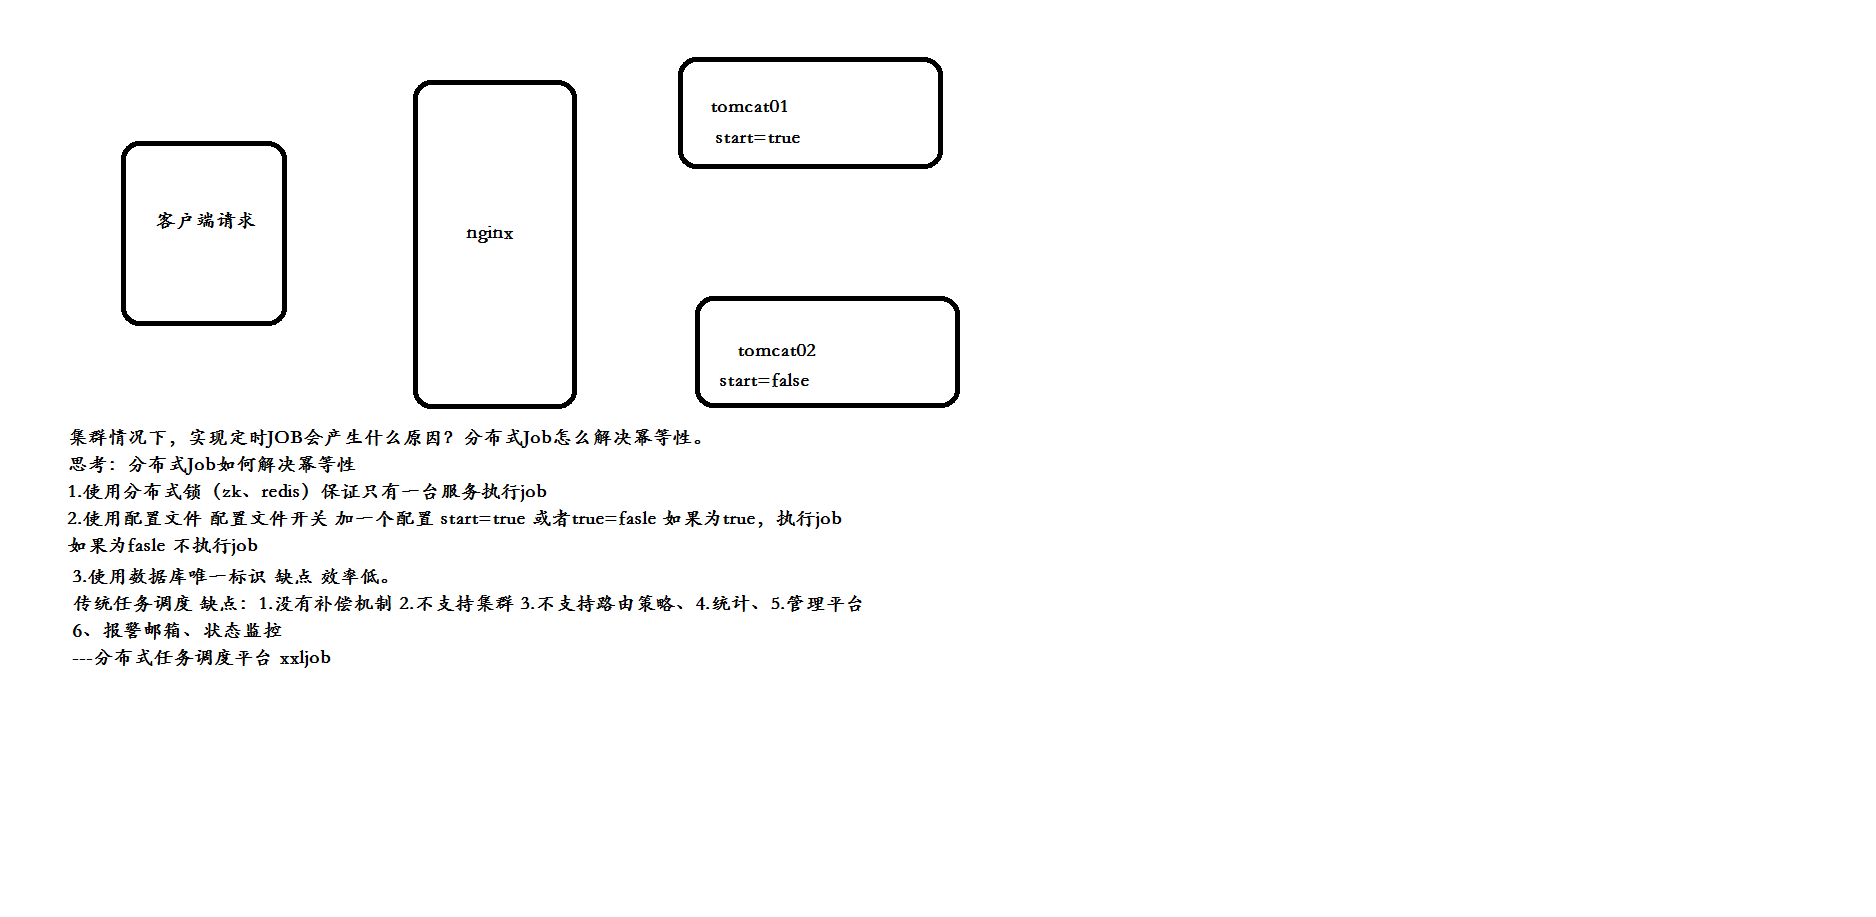 客户端请求
nginx
tomcat01
start=true
tomcat02
start=false
集群情况下，实现定时JOB会产生什么原因？分布式Job怎么解决幂等性。
思考：分布式Job如何解决幂等性
1.使用分布式锁（zk、redis）保证只有一台服务执行job
2.使用配置文件 配置文件开关 加一个配置 start=true 或者true=fasle 如果为true，执行job
如果为fasle 不执行job
3.使用数据库唯一标识 缺点 效率低。
传统任务调度 缺点：1.没有补偿机制 2.不支持集群 3.不支持路由策略、4.统计、5.管理平台
6、报警邮箱、状态监控
---分布式任务调度平台 xxljob